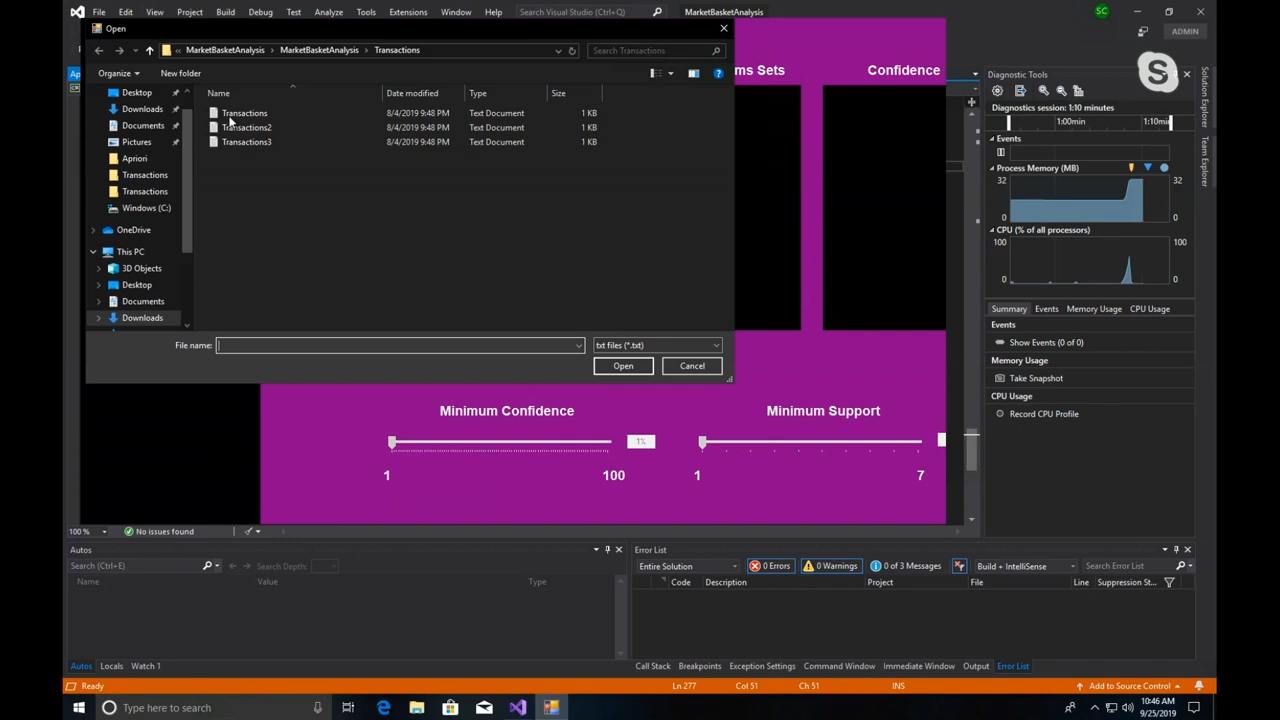 File Edit View Project Build Debug Test Analyze Tools Extensions Window Help Search Visual Studio (Ctrl+Q) MarketBasketAnalysis SC
Open
ADMIN
MarketBasketAnalysis MarketBasketAnalysis Transactions Search Transactions
Organize New folder
Name Date modified Type Size
Transactions 8/4/2019 9:48 PM Text Document 1 KB
Transactions2 8/4/2019 9:48 PM Text Document 1 KB
Transactions3 8/4/2019 9:48 PM Text Document 1 KB
Desktop
Downloads
Documents
Pictures
Apriori
Transactions
Transactions
Windows (C:)
OneDrive
This PC
3D Objects
Desktop
Documents
Downloads
File name: txt files (*.txt)
Open Cancel
ms Sets Confidence
Minimum Confidence Minimum Support
1%
1 100 1 7
Diagnostic Tools
Diagnostics session: 1:10 minutes
1:00min 1:10min
Events
Process Memory (MB)
32 32
0 0
CPU (% of all processors)
100 100
0 0
Summary Events Memory Usage CPU Usage
Events
Show Events (0 of 0)
Memory Usage
Take Snapshot
CPU Usage
Record CPU Profile
Solution Explorer
Team Explorer
100 % No issues found
Autos
Search (Ctrl+E) Search Depth:
Name Value Type
Autos Locals Watch 1
Error List
Entire Solution 0 Errors 0 Warnings 0 of 3 Messages Build + IntelliSense Search Error List
Code Description Project File Line Suppression St...
Call Stack Breakpoints Exception Settings Command Window Immediate Window Output Error List
Ready Ln 277 Col 51 Ch 51 INS Add to Source Control
Type here to search 10:46 AM
9/25/2019